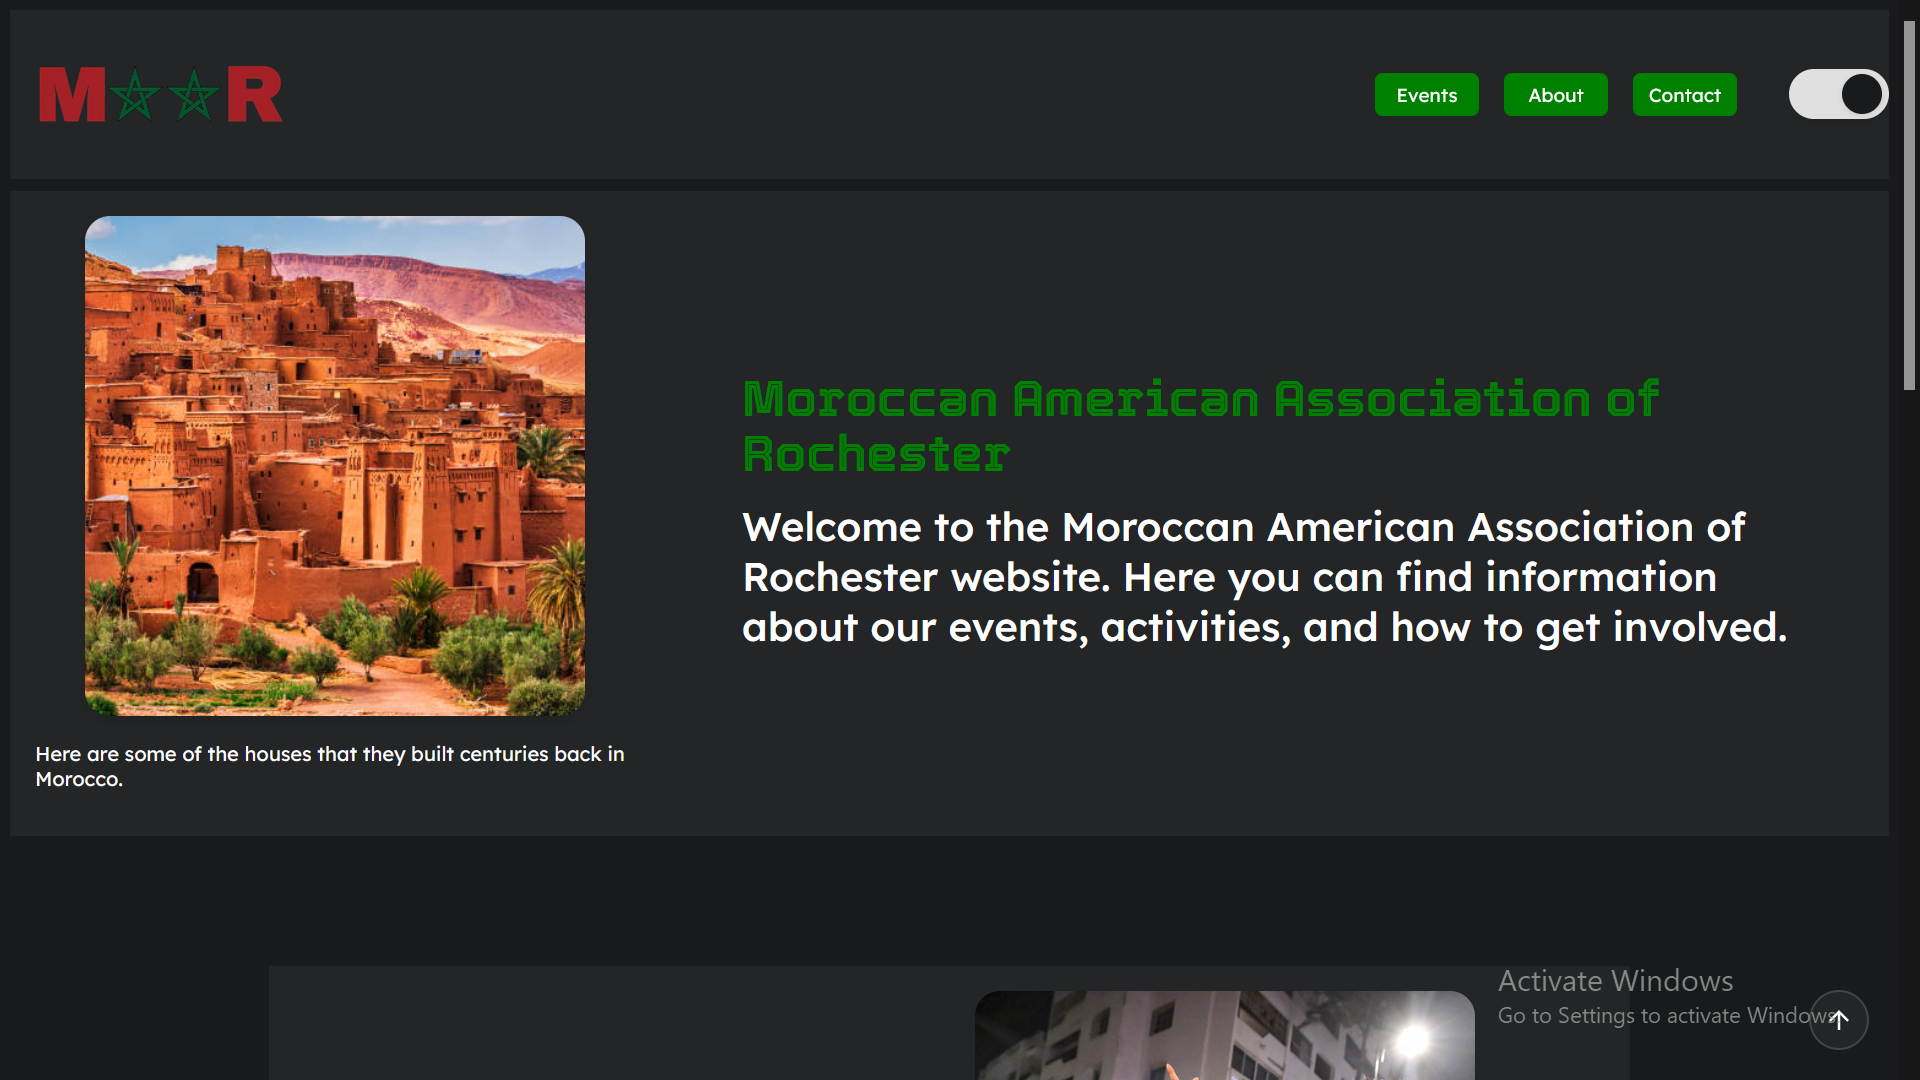 M R
Events
About
Contact
Moroccan American Association of
Rochester
Welcome to the Moroccan American Association of
Rochester website. Here you can find information
about our events, activities, and how to get involved.
Here are some of the houses that they built centuries back in
Morocco.
Activate Windows
Go to Settings to activate Windows